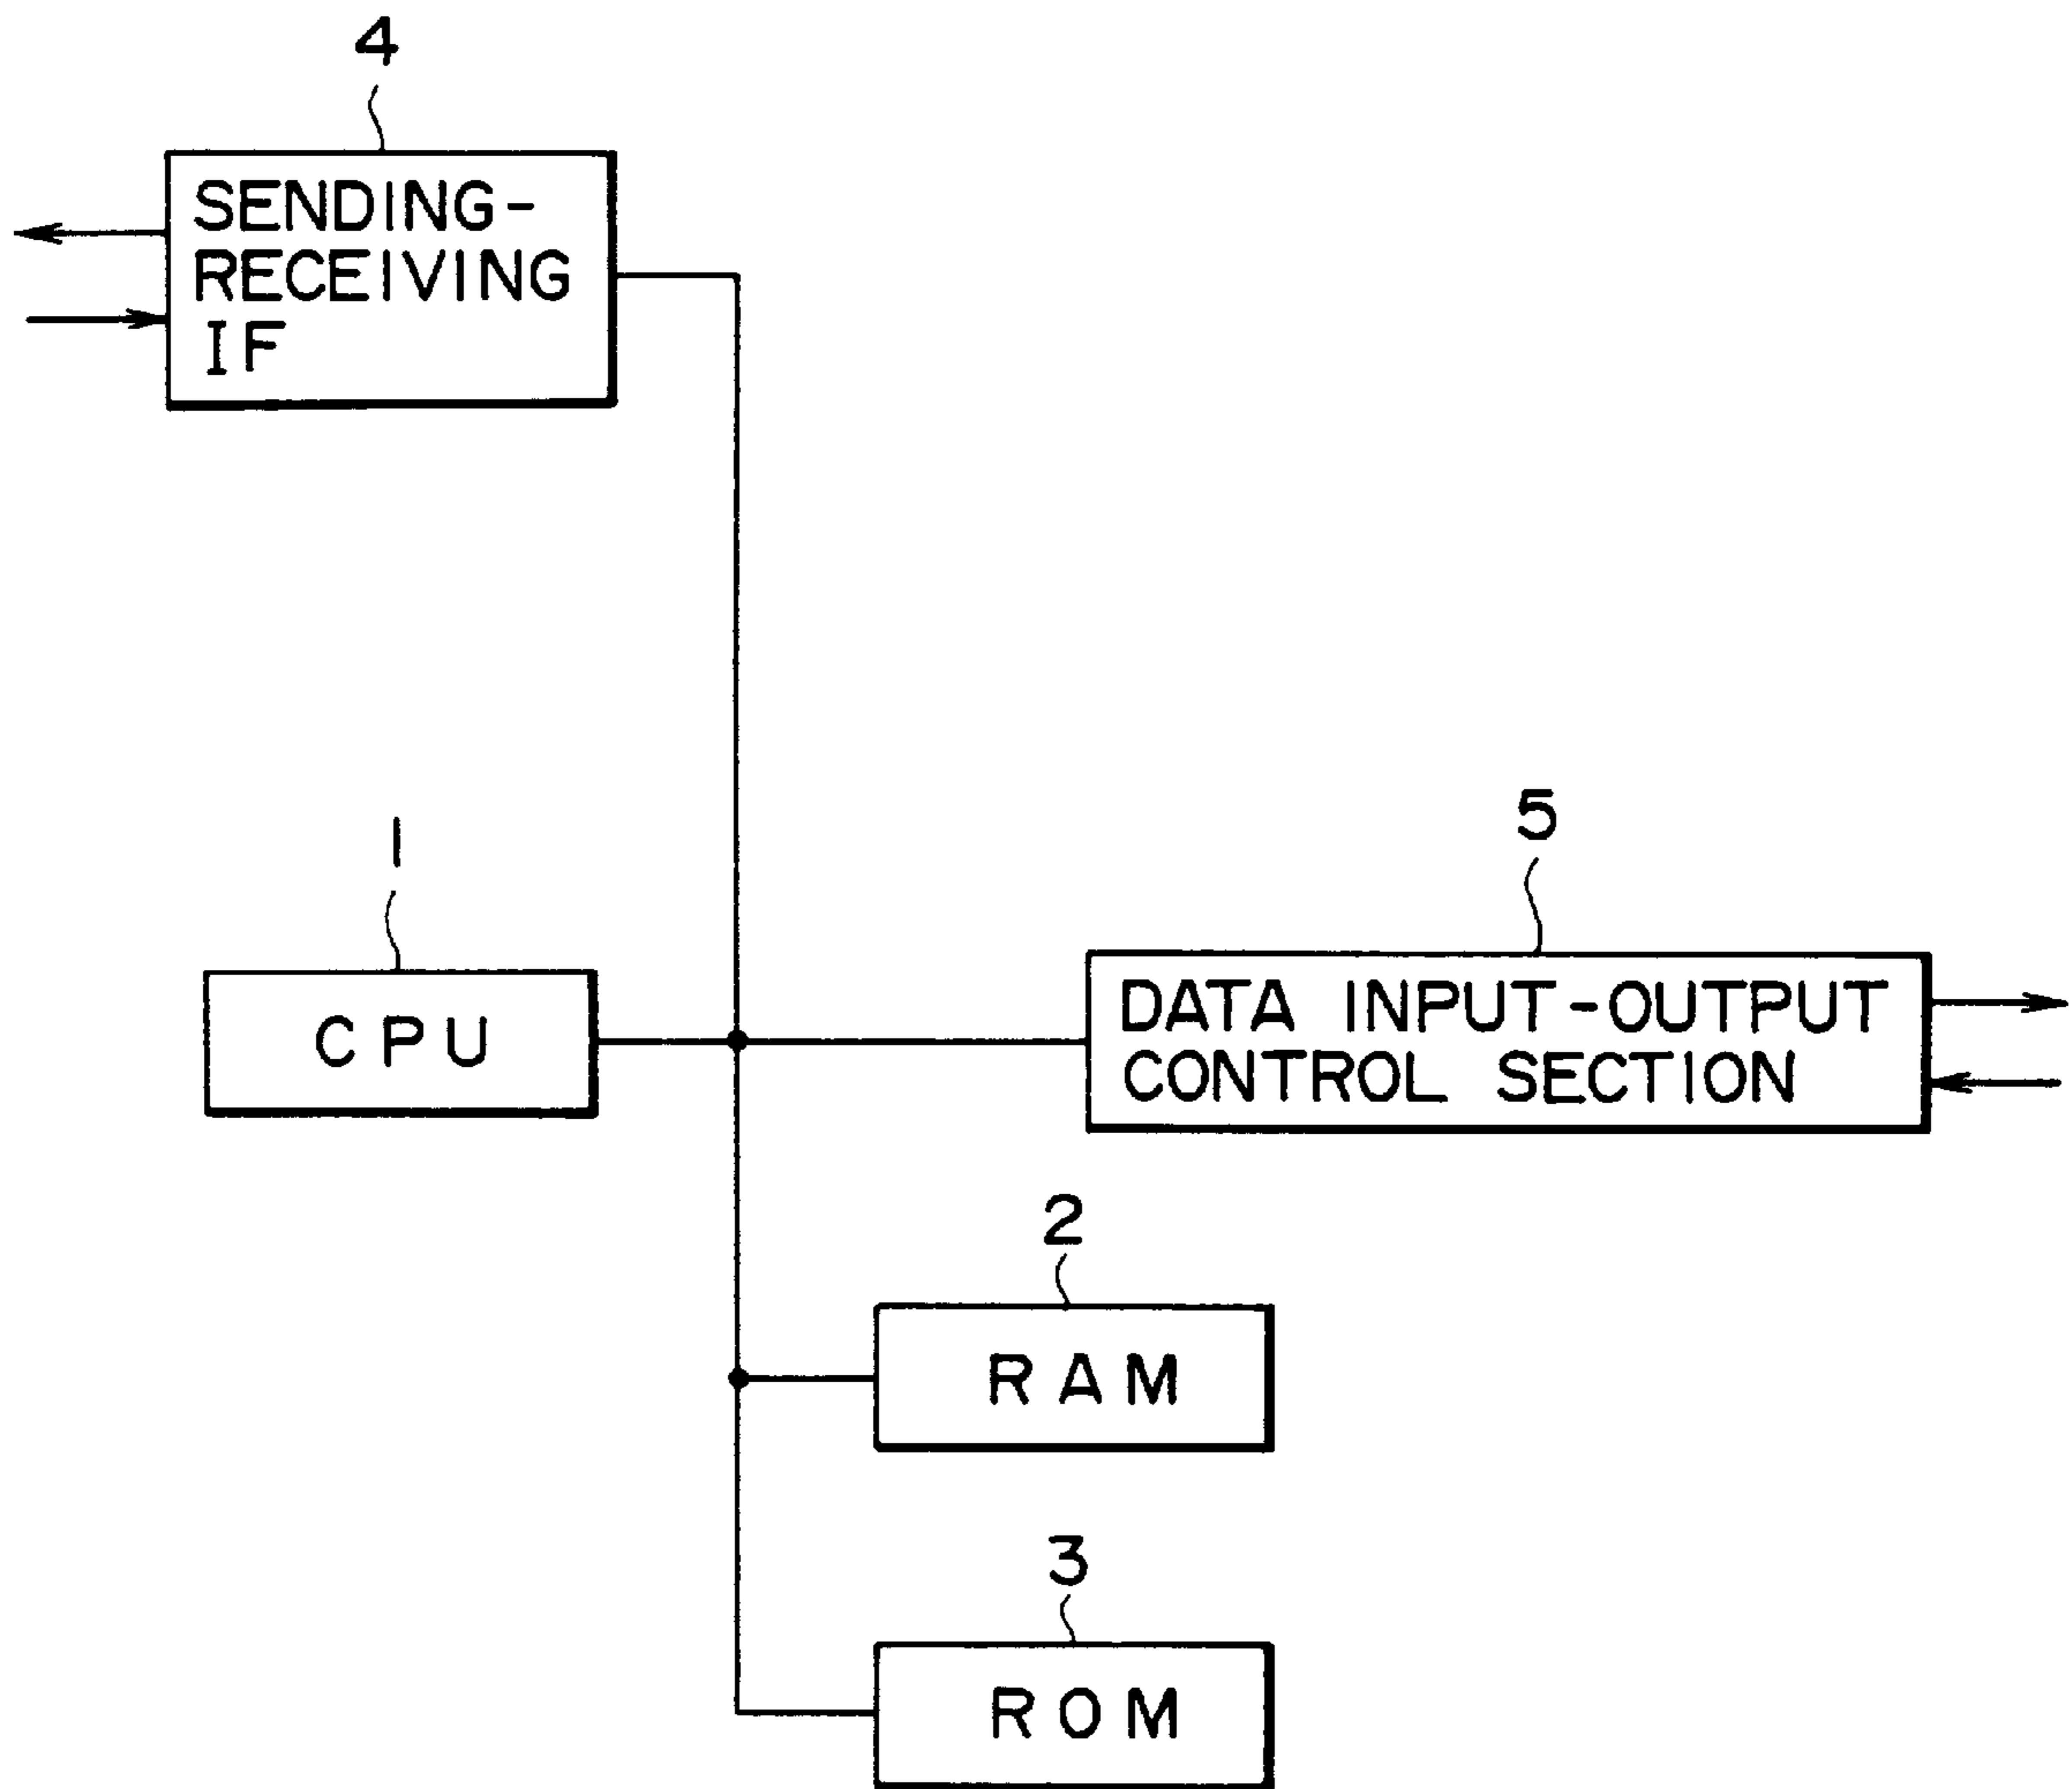 4
SENDING-
RECEIVING
IF
1
CPU
5
DATA INPUT-OUTPUT
CONTROL SECTION
2
RAM
3
ROM